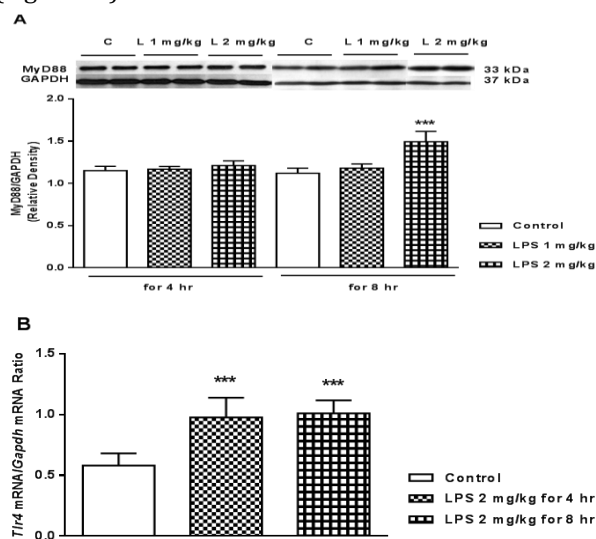 A
C L 1 mg/kg L 2 mg/kg C L 1 mg/kg L 2 mg/kg
MyD88 33 kDa
GAPDH 37 kDa
2.0
1.5
1.0
0.5
0.0
MyD88/GAPDH
(Relative Density)
***
for 4 hr for 8 hr
Control
LPS 1 mg/kg
LPS 2 mg/kg
B
1.5
1.0
0.5
0.0
Tlr4 mRNA/Gapdh mRNA Ratio
*** ***
Control
LPS 2 mg/kg for 4 hr
LPS 2 mg/kg for 8 hr